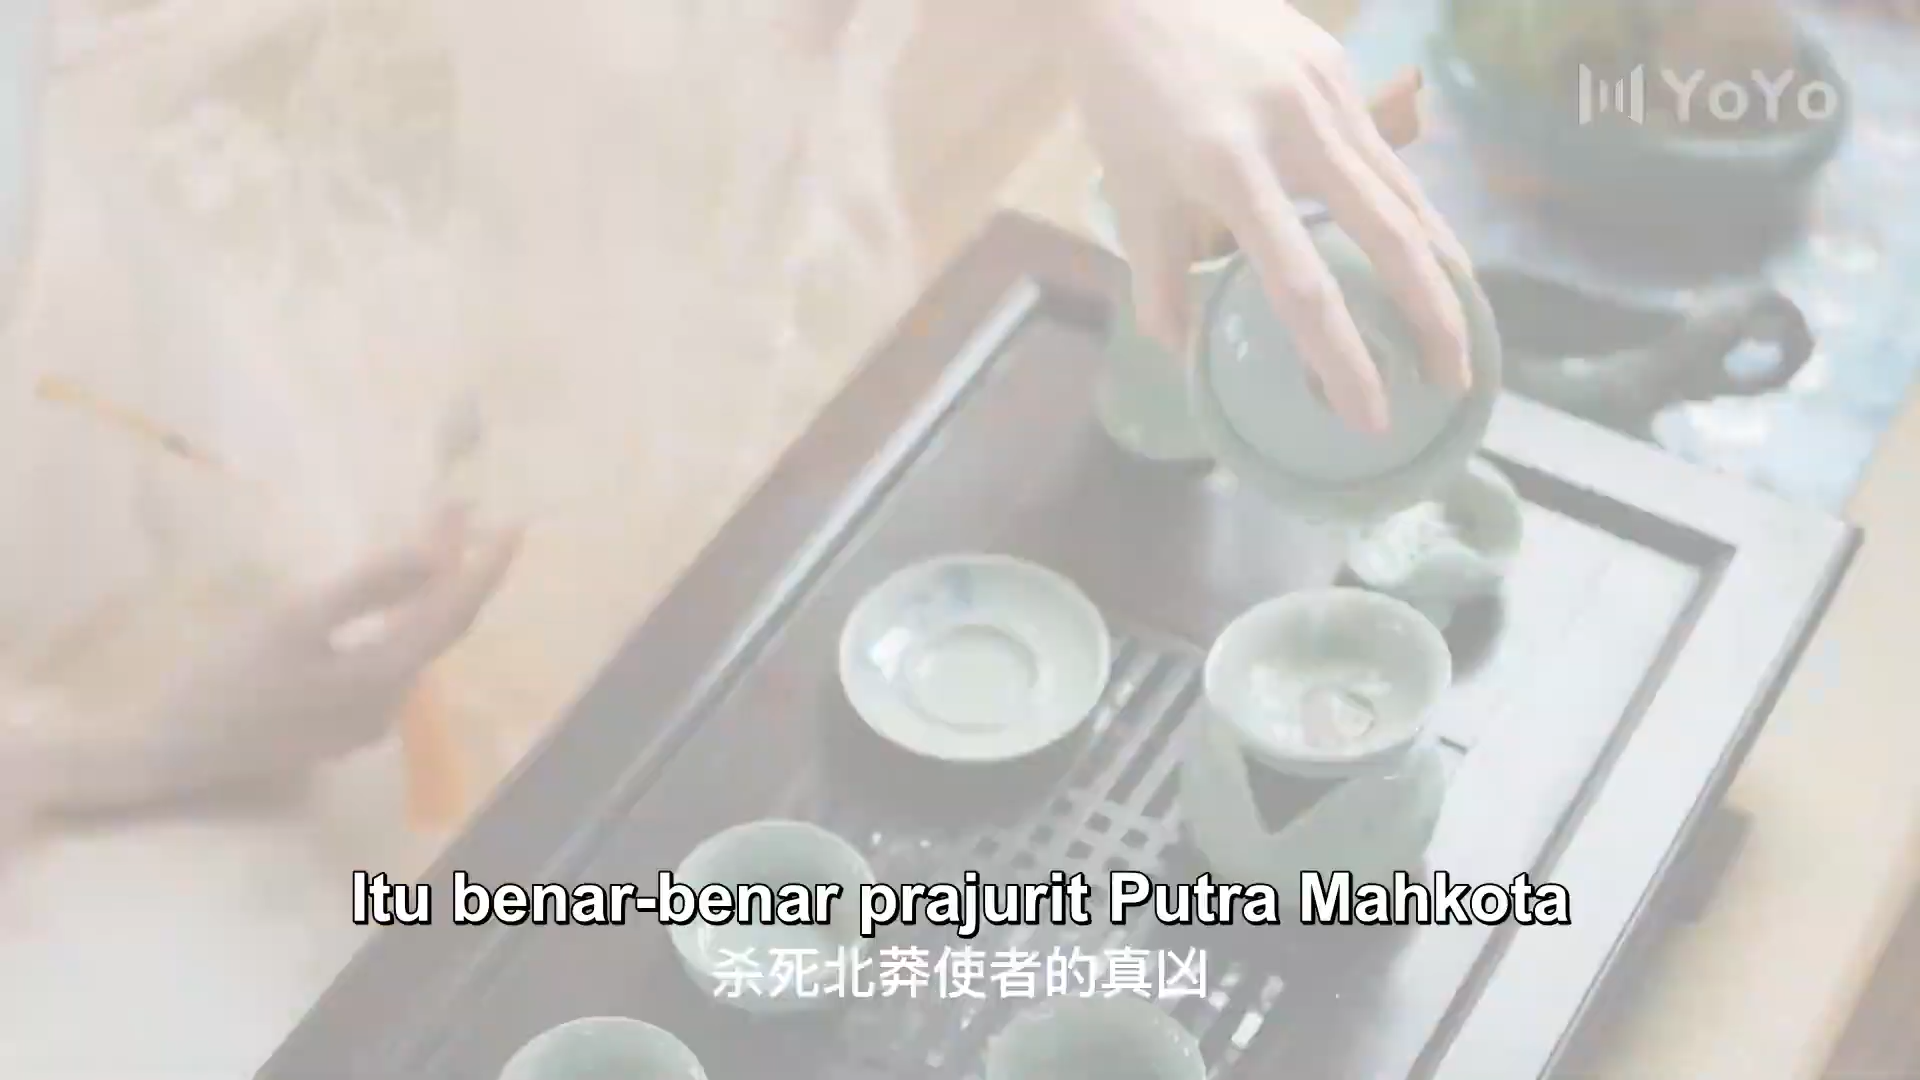 YoYo
Itu benar-benar prajurit Putra Mahkota
杀死北莽使者的真凶